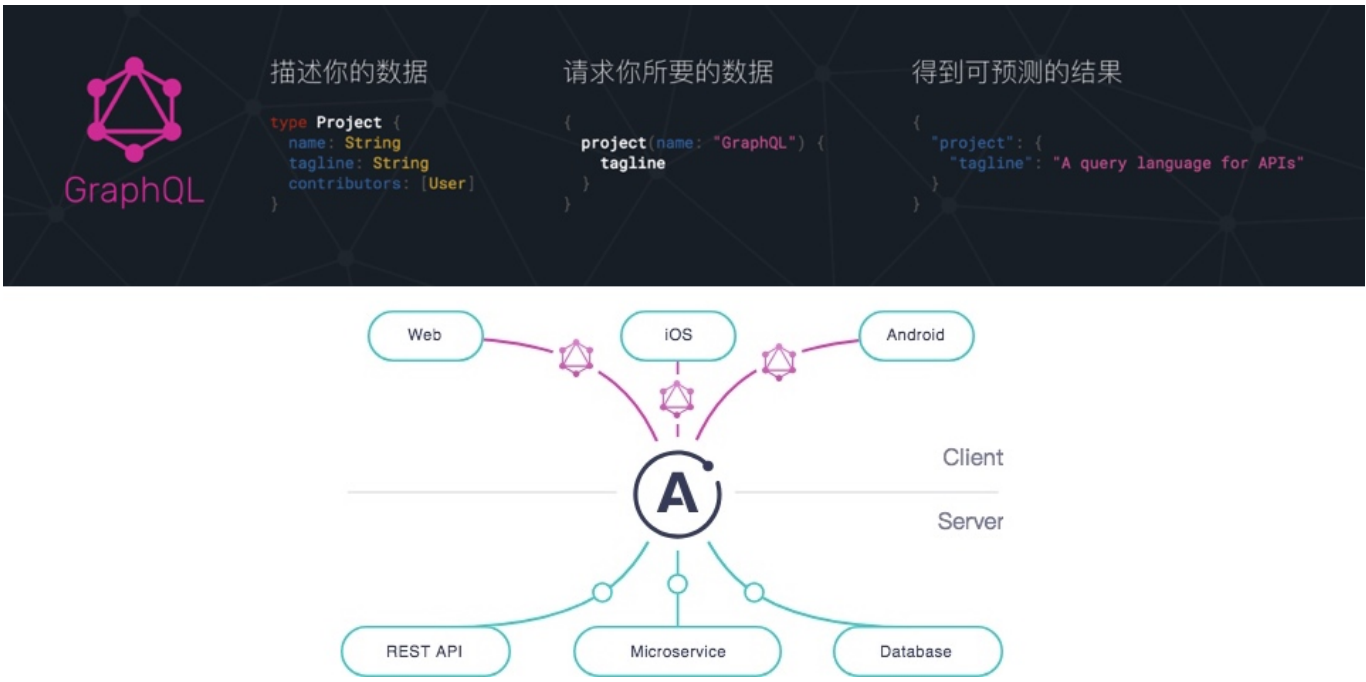 描述你的数据
type Project {
  name: String
  tagline: String
  contributors: [User]
}
请求你所要的数据
{
  project(name: "GraphQL") {
    tagline
  }
}
得到可预测的结果
{
  "project": {
    "tagline": "A query language for APIs"
  }
}
GraphQL
Web
iOS
Android
Client
A
Server
REST API
Microservice
Database